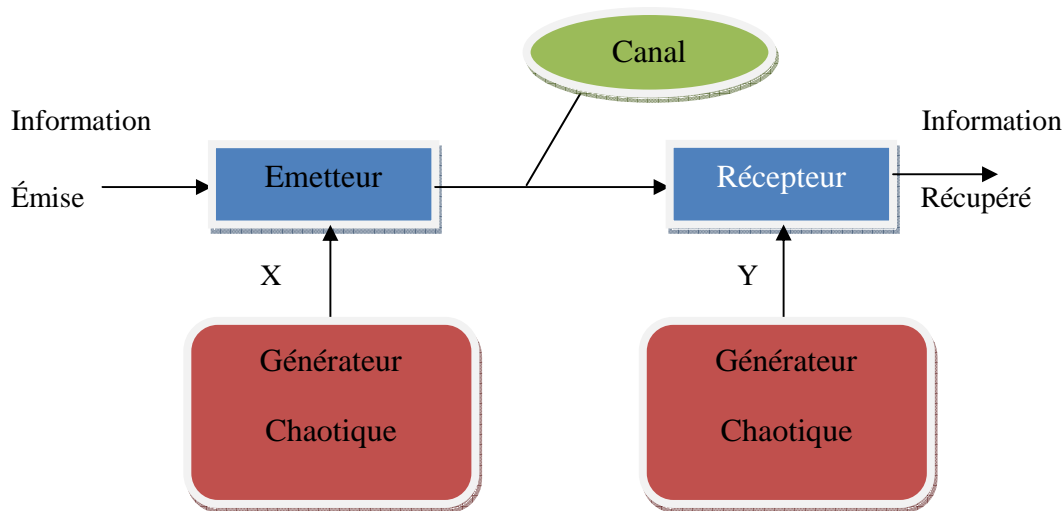 Canal
Information
Émise
Emetteur
Récepteur
Information
Récupéré
X
Y
Générateur
Chaotique
Générateur
Chaotique